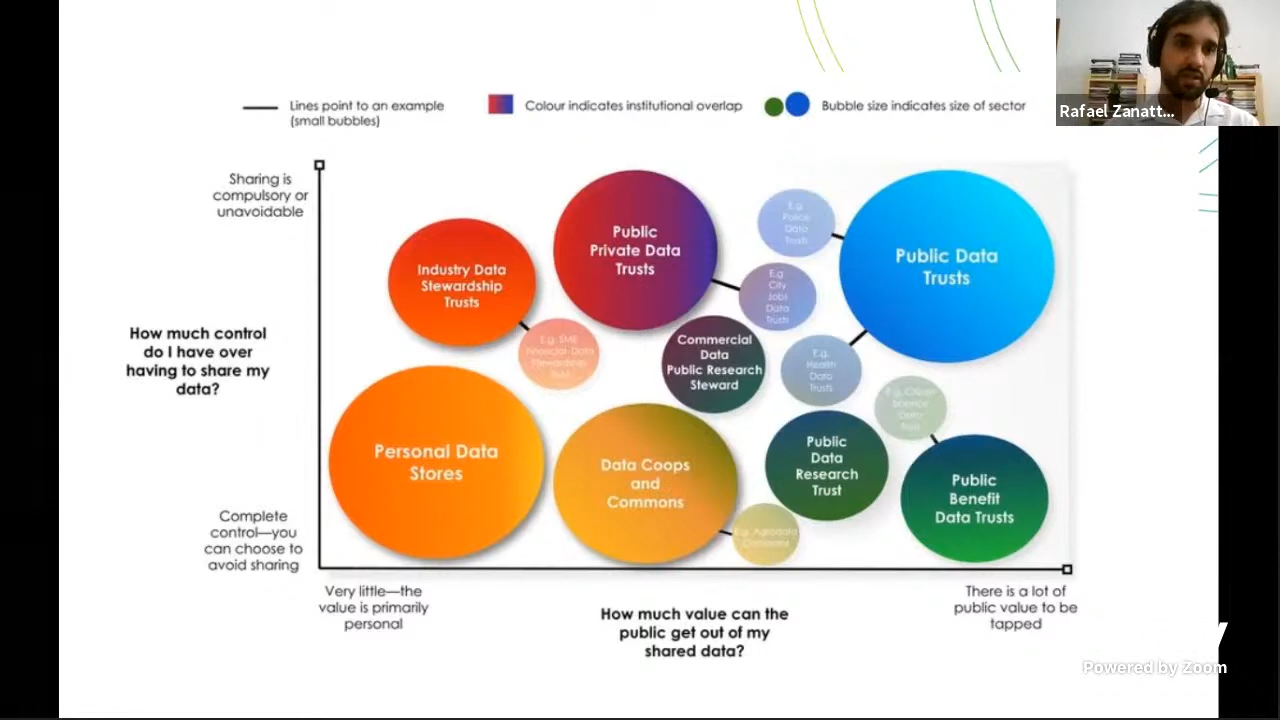 Rafael Zanatt...
Lines point to an example
(small bubbles)
Colour indicates institutional overlap
Bubble size indicates size of sector
Sharing is
compulsory or
unavoidable
How much control
do I have over
having to share my
data?
Complete
control—you
can choose to
avoid sharing
Industry Data
Stewardship
Trusts
E.g. SME
Financial Data
Stewardship
Trust
Public
Private Data
Trusts
E.g.
Police
Data
Trusts
E.g.
City
Jobs
Data
Trusts
Public Data
Trusts
Commercial
Data
Public Research
Steward
E.g.
Health
Data
Trusts
E.g. Citizen
Science
Data
Trust
Personal Data
Stores
Data Coops
and
Commons
E.g. Agrodata
Commons
Public
Data
Research
Trust
Public
Benefit
Data Trusts
Very little—the
value is primarily
personal
How much value can the
public get out of my
shared data?
There is a lot of
public value to be
tapped
Powered by Zoom